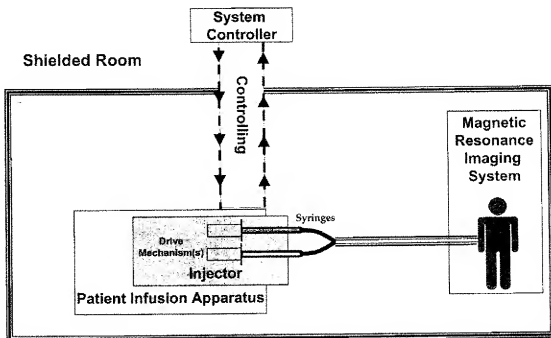 System
Controller
Shielded Room
Controlling
Magnetic
Resonance
Imaging
System
Syringes
Drive
Mechanism(s)
Injector
Patient Infusion Apparatus